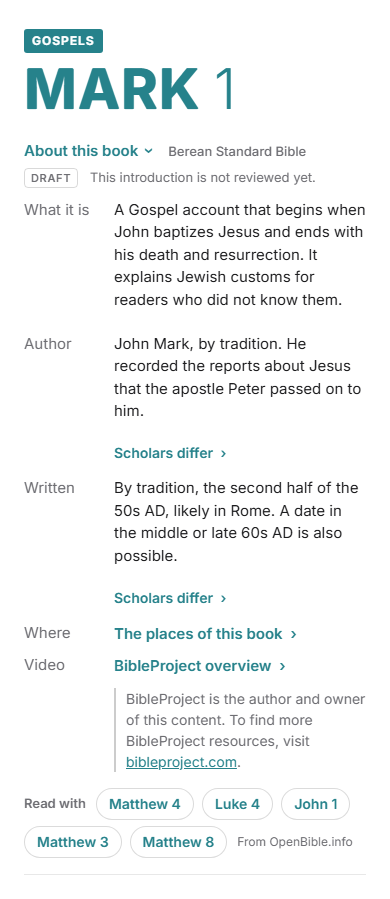 GOSPELS
MARK 1
About this book Berean Standard Bible
DRAFT This introduction is not reviewed yet.
What it is A Gospel account that begins when
John baptizes Jesus and ends with
his death and resurrection. It
explains Jewish customs for
readers who did not know them.
Author John Mark, by tradition. He
recorded the reports about Jesus
that the apostle Peter passed on to
him.
Scholars differ ›
Written By tradition, the second half of the
50s AD, likely in Rome. A date in
the middle or late 60s AD is also
possible.
Scholars differ ›
Where The places of this book ›
Video BibleProject overview ›
BibleProject is the author and owner
of this content. To find more
BibleProject resources, visit
bibleproject.com.
Read with Matthew 4 Luke 4 John 1
Matthew 3 Matthew 8 From OpenBible.info